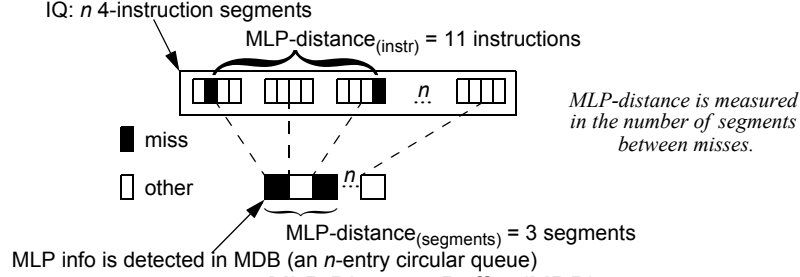 IQ: n 4-instruction segments
MLP-distance(instr) = 11 instructions
n
...
MLP-distance is measured
in the number of segments
between misses.
miss
other
n
...
MLP-distance(segments) = 3 segments
MLP info is detected in MDB (an n-entry circular queue)